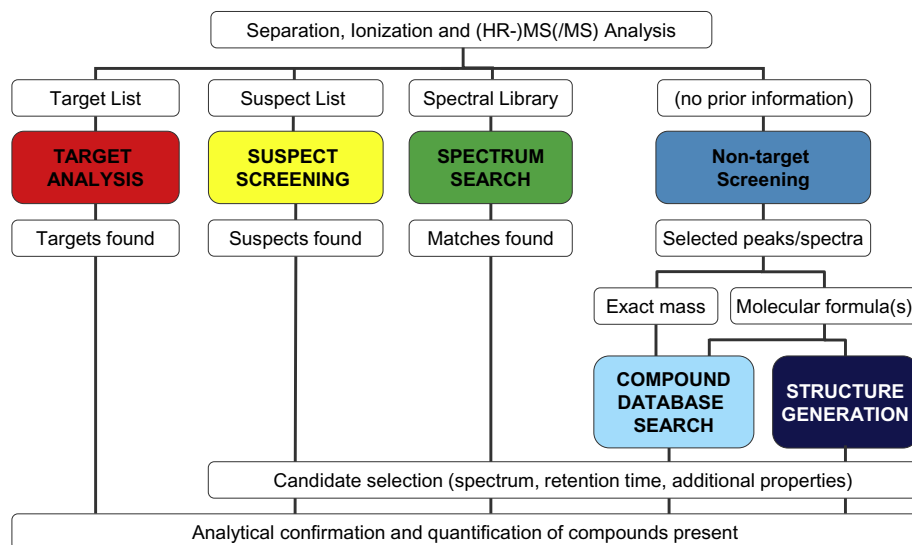 Separation, Ionization and (HR-)MS(/MS) Analysis
Target List
Suspect List
Spectral Library
(no prior information)
TARGET
ANALYSIS
SUSPECT
SCREENING
SPECTRUM
SEARCH
Non-target
Screening
Targets found
Suspects found
Matches found
Selected peaks/spectra
Exact mass
Molecular formula(s)
COMPOUND
DATABASE
SEARCH
STRUCTURE
GENERATION
Candidate selection (spectrum, retention time, additional properties)
Analytical confirmation and quantification of compounds present